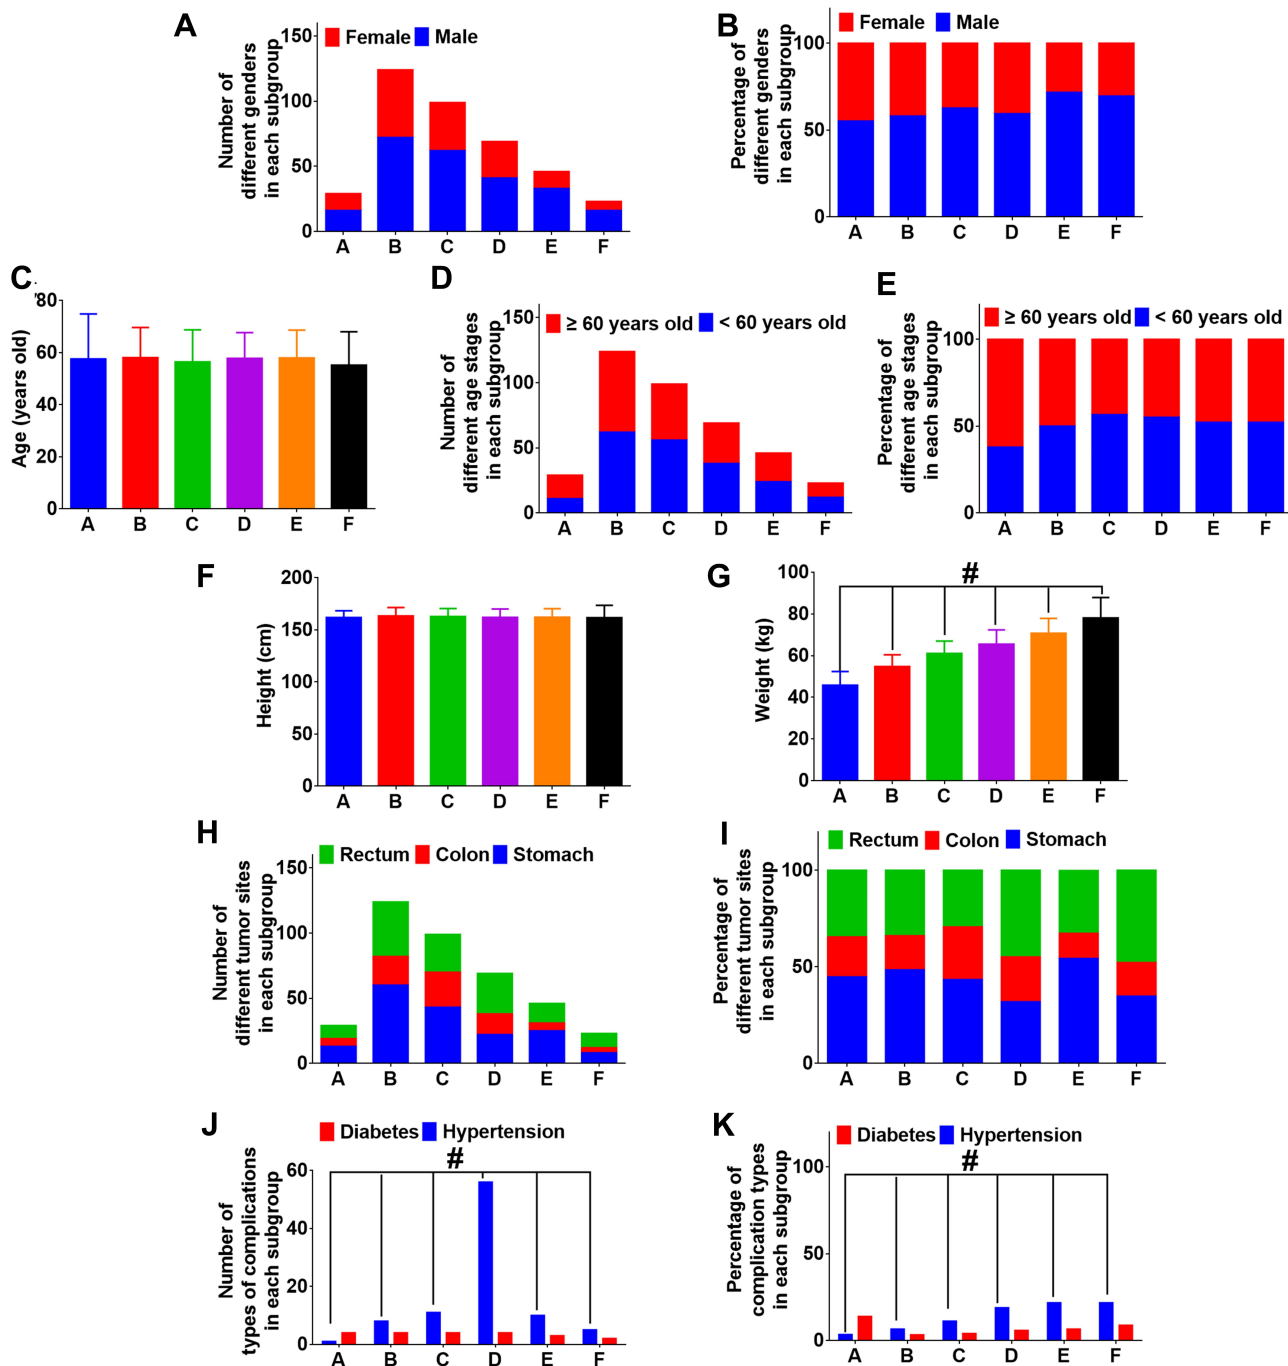 A
Number of
different genders
in each subgroup
Female Male
150
100
50
0
A B C D E F
B
Percentage of
different genders
in each subgroup
Female Male
100
50
0
A B C D E F
C
Age (years old)
80
60
40
20
0
A B C D E F
D
Number of
different age stages
in each subgroup
≥ 60 years old < 60 years old
150
100
50
0
A B C D E F
E
Percentage of
different age stages
in each subgroup
≥ 60 years old < 60 years old
100
50
0
A B C D E F
F
Height (cm)
200
150
100
50
0
A B C D E F
G
Weight (kg)
#
100
80
60
40
20
0
A B C D E F
H
Number of
different tumor sites
in each subgroup
Rectum Colon Stomach
150
100
50
0
A B C D E F
I
Percentage of
different tumor sites
in each subgroup
Rectum Colon Stomach
100
50
0
A B C D E F
J
Number of
types of complications
in each subgroup
Diabetes Hypertension
#
60
40
20
0
A B C D E F
K
Percentage of
complication types
in each subgroup
Diabetes Hypertension
#
100
50
0
A B C D E F